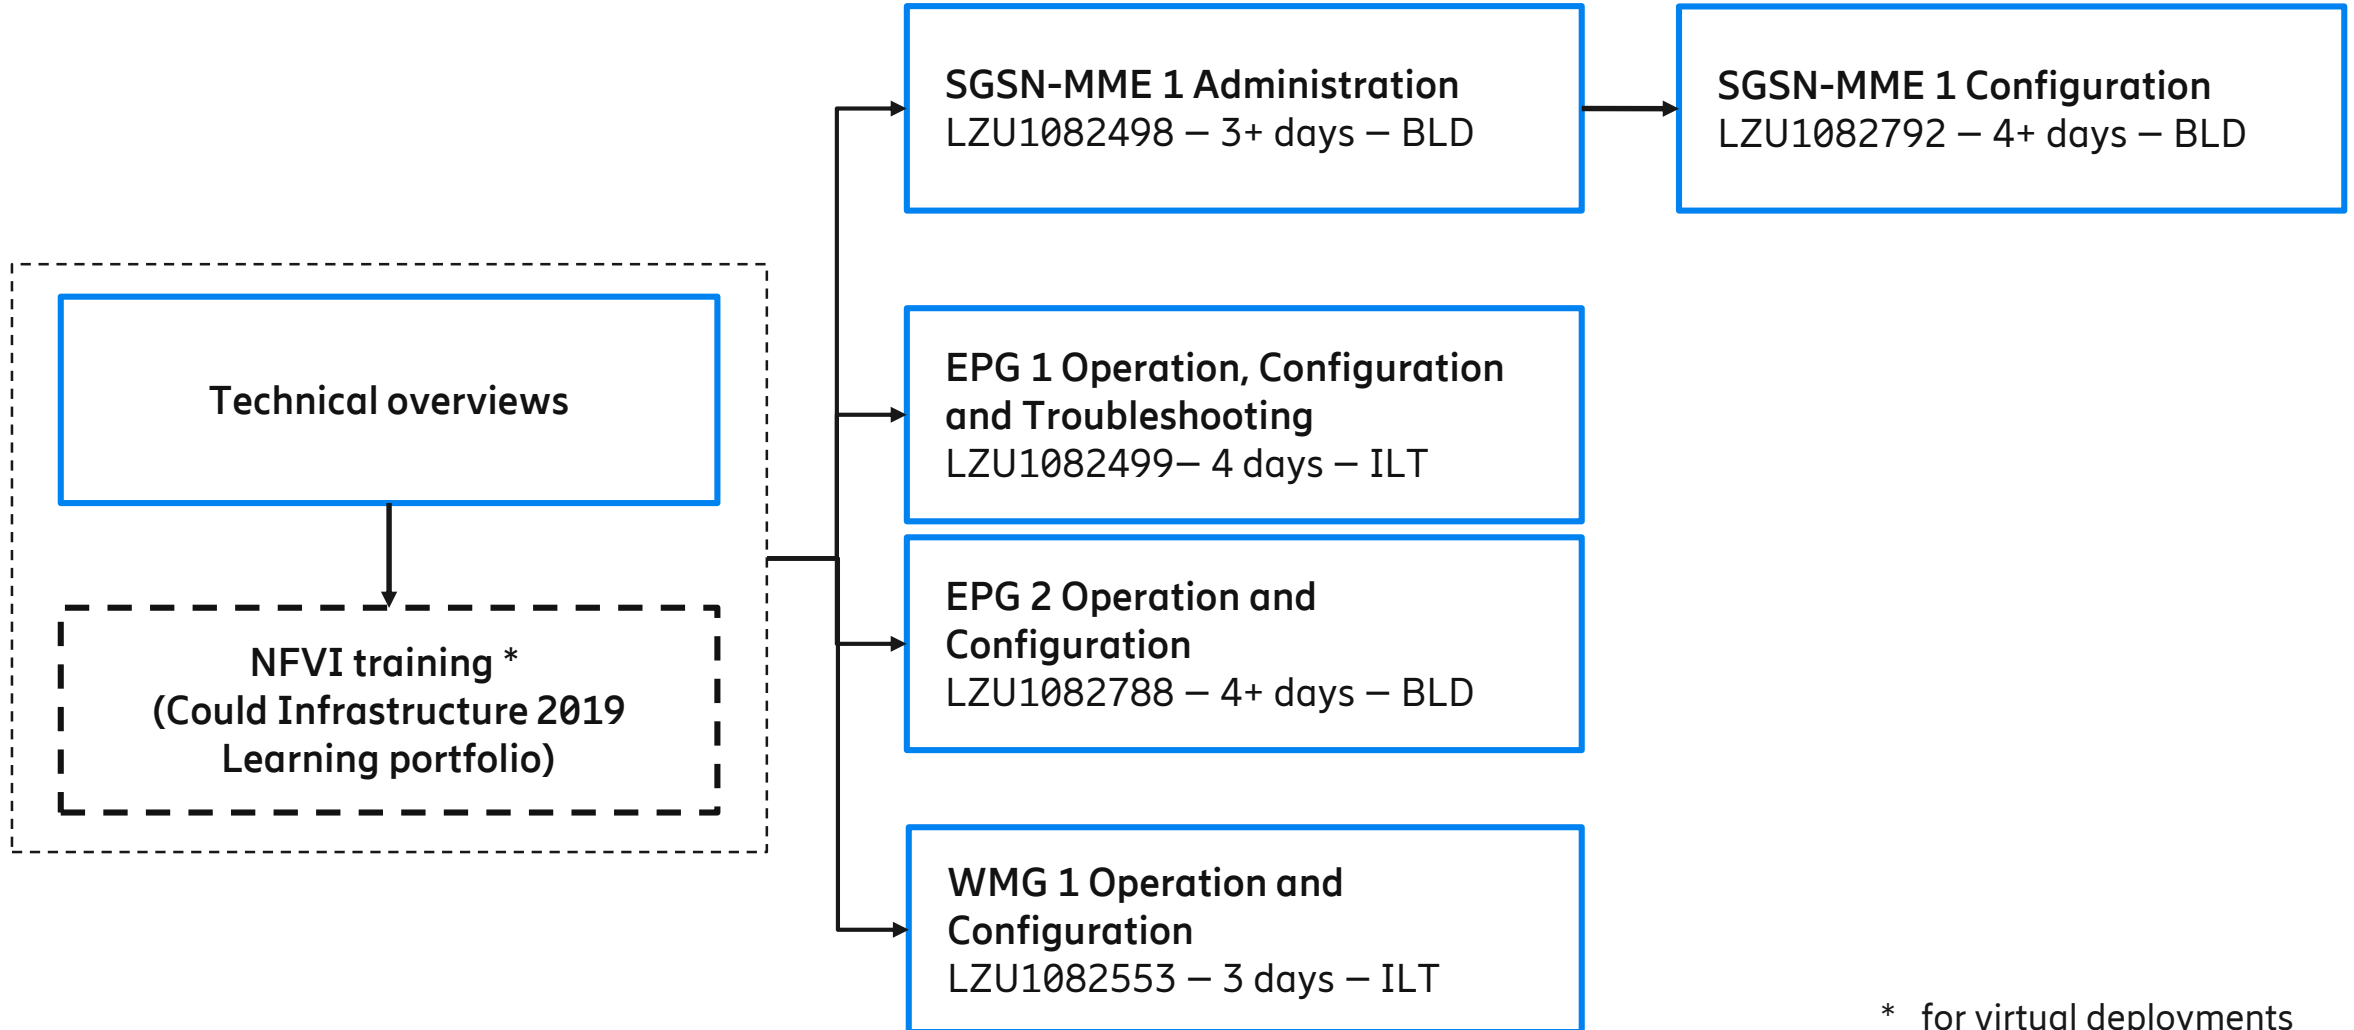 SGSN-MME 1 Administration
LZU1082498 – 3+ days – BLD
SGSN-MME 1 Configuration
LZU1082792 – 4+ days – BLD
Technical overviews
NFVI training *
(Could Infrastructure 2019
Learning portfolio)
EPG 1 Operation, Configuration
and Troubleshooting
LZU1082499– 4 days – ILT
EPG 2 Operation and
Configuration
LZU1082788 – 4+ days – BLD
WMG 1 Operation and
Configuration
LZU1082553 – 3 days – ILT
* for virtual deployments